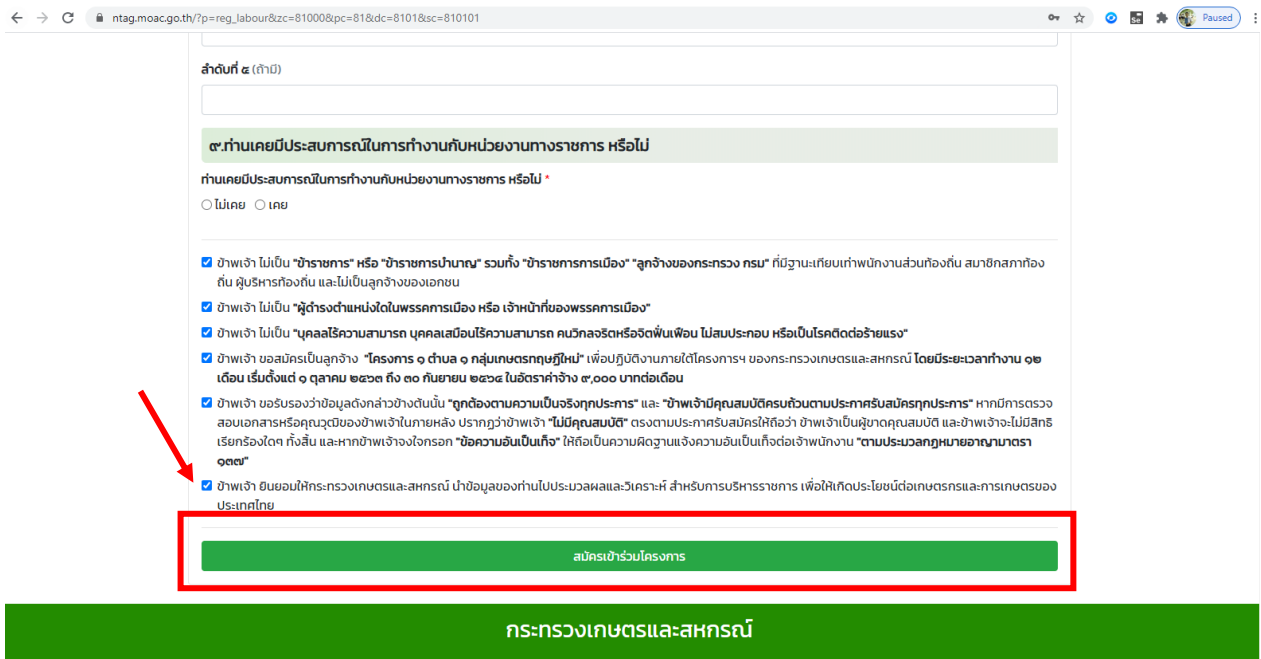 ntag.moac.go.th/?p=reg_labour&zc=81000&pc=81&dc=8101&sc=810101
Paused
ลำดับที่ ๕ (ถ้ามี)
๙.ท่านเคยมีประสบการณ์ในการทำงานกับหน่วยงานทางราชการ หรือไม่
ท่านเคยมีประสบการณ์ในการทำงานกับหน่วยงานทางราชการ หรือไม่ *
ไม่เคย เคย
ข้าพเจ้า ไม่เป็น "ข้าราชการ" หรือ "ข้าราชการบำนาญ" รวมทั้ง "ข้าราชการการเมือง" "ลูกจ้างของกระทรวง กรม" ที่มีฐานะเทียบเท่าพนักงานส่วนท้องถิ่น สมาชิกสภาท้อง
ถิ่น ผู้บริหารท้องถิ่น และไม่เป็นลูกจ้างของเอกชน
ข้าพเจ้า ไม่เป็น "ผู้ดำรงตำแหน่งใดในพรรคการเมือง หรือ เจ้าหน้าที่ของพรรคการเมือง"
ข้าพเจ้า ไม่เป็น "บุคลลไร้ความสามารถ บุคคลเสมือนไร้ความสามารถ คนวิกลจริตหรือจิตฟั่นเฟือน ไม่สมประกอบ หรือเป็นโรคติดต่อร้ายแรง"
ข้าพเจ้า ขอสมัครเป็นลูกจ้าง "โครงการ ๑ ตำบล ๑ กลุ่มเกษตรทฤษฎีใหม่" เพื่อปฏิบัติงานภายใต้โครงการฯ ของกระทรวงเกษตรและสหกรณ์ โดยมีระยะเวลาทำงาน ๑๒
เดือน เริ่มตั้งแต่ ๑ ตุลาคม ๒๕๖๓ ถึง ๓๐ กันยายน ๒๕๖๔ ในอัตราค่าจ้าง ๙,๐๐๐ บาทต่อเดือน
ข้าพเจ้า ขอรับรองว่าข้อมูลดังกล่าวข้างต้นนั้น "ถูกต้องตามความเป็นจริงทุกประการ" และ "ข้าพเจ้ามีคุณสมบัติครบถ้วนตามประกาศรับสมัครทุกประการ" หากมีการตรวจ
สอบเอกสารหรือคุณวุฒิของข้าพเจ้าในภายหลัง ปรากฏว่าข้าพเจ้า "ไม่มีคุณสมบัติ" ตรงตามประกาศรับสมัครให้ถือว่า ข้าพเจ้าเป็นผู้ขาดคุณสมบัติ และข้าพเจ้าจะไม่มีสิทธิ
เรียกร้องใดๆ ทั้งสิ้น และหากข้าพเจ้าจงใจกรอก "ข้อความอันเป็นเท็จ" ให้ถือเป็นความผิดฐานแจ้งความอันเป็นเท็จต่อเจ้าพนักงาน "ตามประมวลกฎหมายอาญามาตรา
๑๓๗"
ข้าพเจ้า ยินยอมให้กระทรวงเกษตรและสหกรณ์ นำข้อมูลของท่านไปประมวลผลและวิเคราะห์ สำหรับการบริหารราชการ เพื่อให้เกิดประโยชน์ต่อเกษตรกรและการเกษตรของ
ประเทศไทย
สมัครเข้าร่วมโครงการ
กระทรวงเกษตรและสหกรณ์